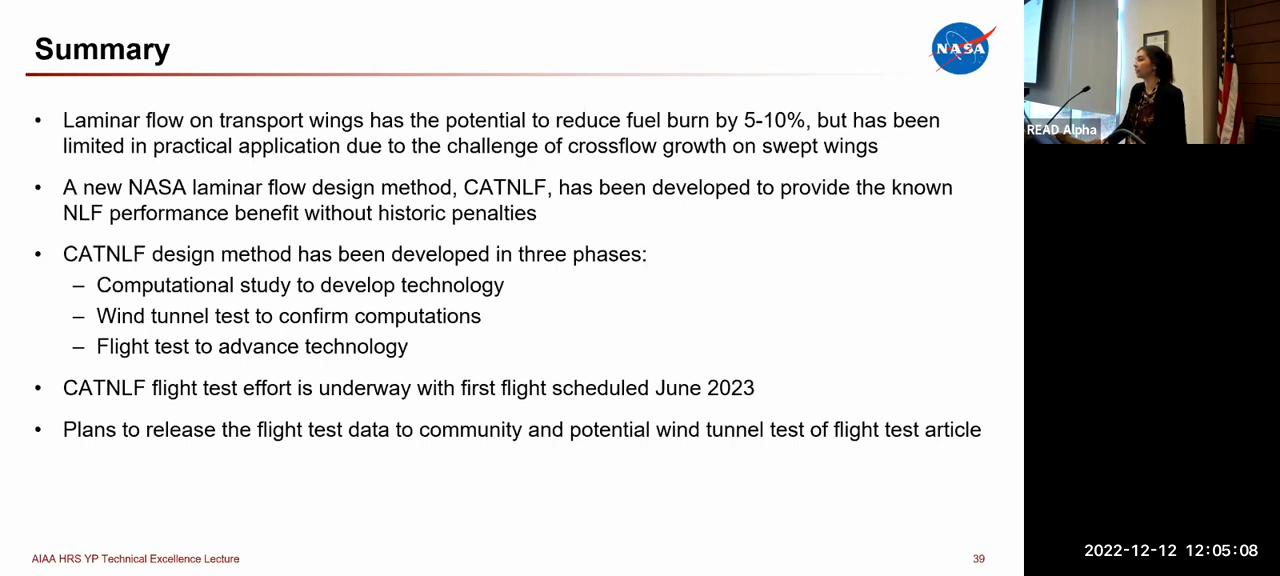 Summary
NASA
• Laminar flow on transport wings has the potential to reduce fuel burn by 5-10%, but has been
limited in practical application due to the challenge of crossflow growth on swept wings
• A new NASA laminar flow design method, CATNLF, has been developed to provide the known
NLF performance benefit without historic penalties
• CATNLF design method has been developed in three phases:
– Computational study to develop technology
– Wind tunnel test to confirm computations
– Flight test to advance technology
• CATNLF flight test effort is underway with first flight scheduled June 2023
• Plans to release the flight test data to community and potential wind tunnel test of flight test article
AIAA HRS YP Technical Excellence Lecture
39
READ Alpha
2022-12-12 12:05:08